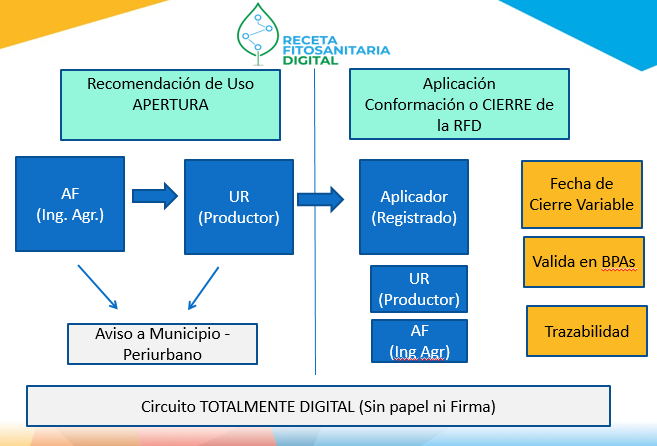 RECETA
FITOSANITARIA
DIGITAL
Recomendación de Uso
APERTURA
Aplicación
Conformación o CIERRE de
la RFD
AF
(Ing. Agr.)
UR
(Productor)
Aplicador
(Registrado)
Fecha de
Cierre Variable
UR
(Productor)
Valida en BPAs
AF
(Ing Agr)
Trazabilidad
Aviso a Municipio -
Periurbano
Circuito TOTALMENTE DIGITAL (Sin papel ni Firma)